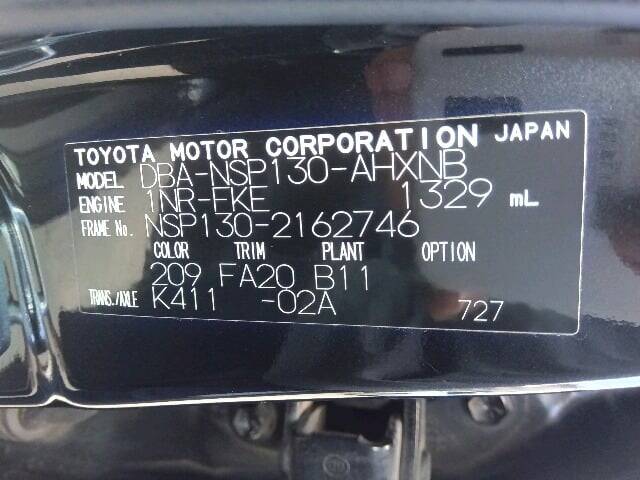 TOYOTA MOTOR CORPORATION JAPAN
MODEL DBA-NSP130-AHXNB
ENGINE 1NR-FKE 1329 mL
FRAME No. NSP130-2162746
COLOR TRIM PLANT OPTION
209 FA20 B11
TRANS./AXLE K411 -02A 727